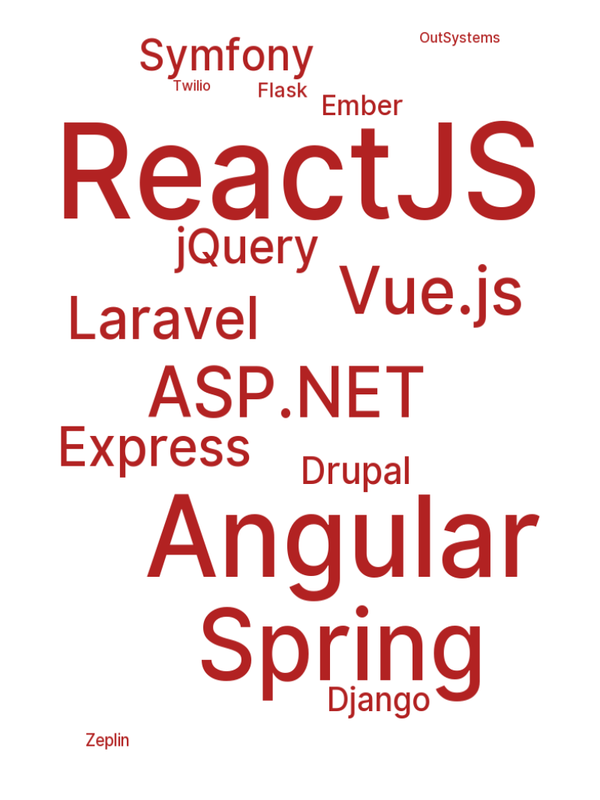 OutSystems
Symfony
Twilio
Flask
Ember
ReactJS
jQuery
Vue.js
Laravel
ASP.NET
Express
Drupal
Angular
Spring
Django
Zeplin